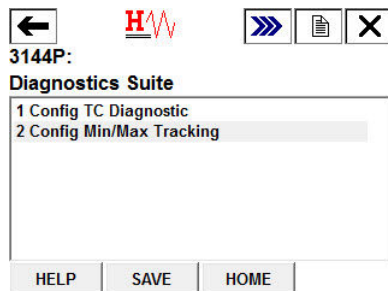 H
3144P:
Diagnostics Suite
1 Config TC Diagnostic
2 Config Min/Max Tracking
HELP SAVE HOME